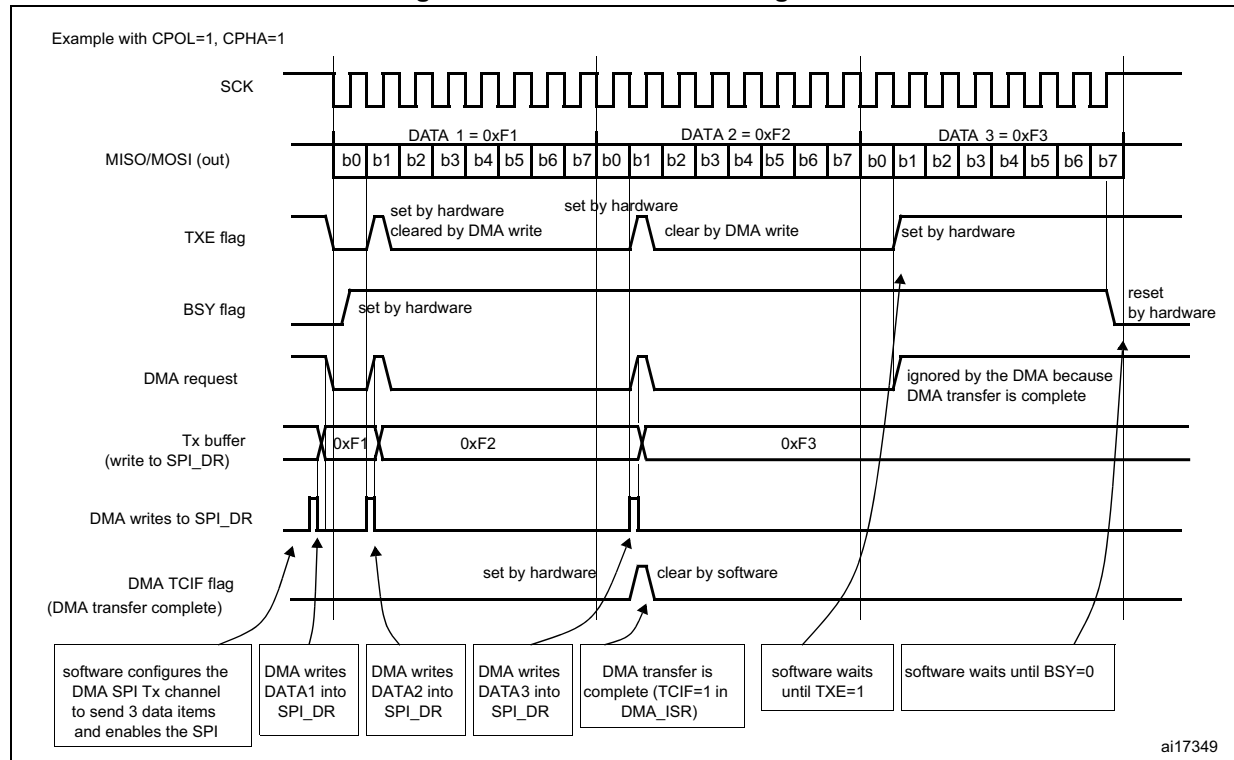 Example with CPOL=1, CPHA=1
SCK
DATA 1 = 0xF1
DATA 2 = 0xF2
DATA 3 = 0xF3
MISO/MOSI (out)
b0 b1 b2 b3 b4 b5 b6 b7 b0 b1 b2 b3 b4 b5 b6 b7 b0 b1 b2 b3 b4 b5 b6 b7
TXE flag
set by hardware
cleared by DMA write
set by hardware
clear by DMA write
set by hardware
BSY flag
set by hardware
reset
by hardware
DMA request
ignored by the DMA because
DMA transfer is complete
Tx buffer
(write to SPI_DR)
0xF1
0xF2
0xF3
DMA writes to SPI_DR
DMA TCIF flag
(DMA transfer complete)
set by hardware
clear by software
software configures the
DMA SPI Tx channel
to send 3 data items
and enables the SPI
DMA writes
DATA1 into
SPI_DR
DMA writes
DATA2 into
SPI_DR
DMA writes
DATA3 into
SPI_DR
DMA transfer is
complete (TCIF=1 in
DMA_ISR)
software waits
until TXE=1
software waits until BSY=0
ai17349